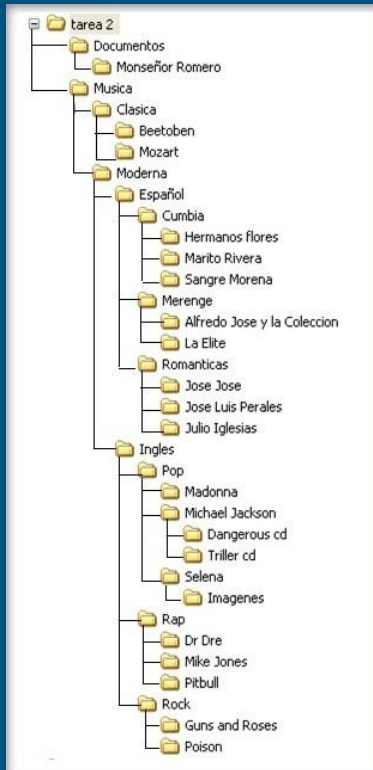 tarea 2
Documentos
Monseñor Romero
Musica
Clasica
Beetoben
Mozart
Moderna
Español
Cumbia
Hermanos flores
Marito Rivera
Sangre Morena
Merenge
Alfredo Jose y la Coleccion
La Elite
Romanticas
Jose Jose
Jose Luis Perales
Julio Iglesias
Ingles
Pop
Madonna
Michael Jackson
Dangerous cd
Triller cd
Selena
Imagenes
Rap
Dr Dre
Mike Jones
Pitbull
Rock
Guns and Roses
Poison